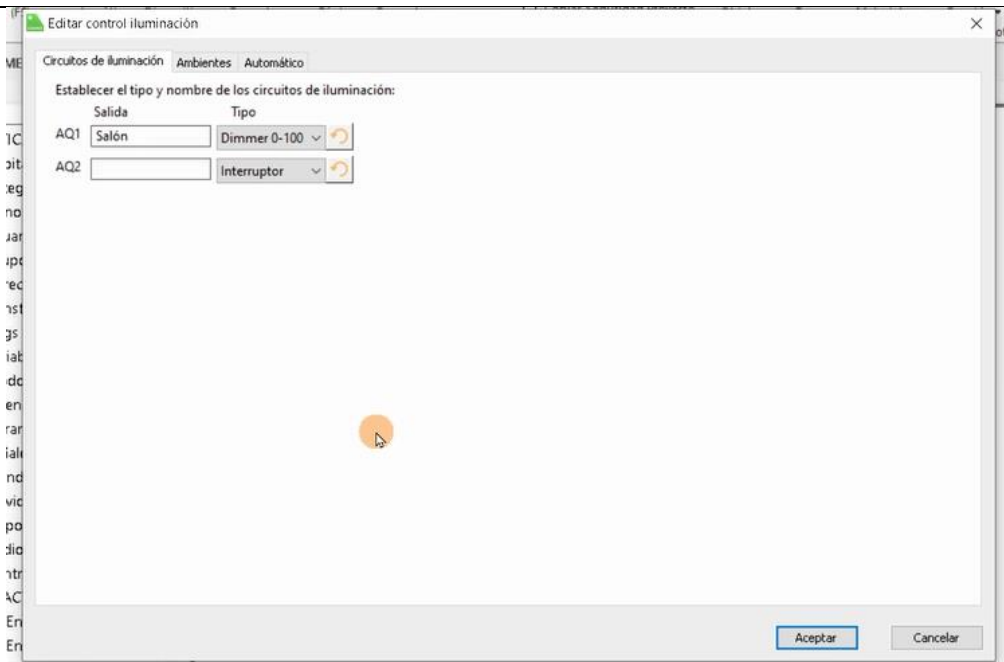 Editar control iluminación
Circuitos de iluminación Ambientes Automático
Establecer el tipo y nombre de los circuitos de iluminación:
Salida Tipo
AQ1 Salón Dimmer 0-100
AQ2 Interruptor
Aceptar Cancelar